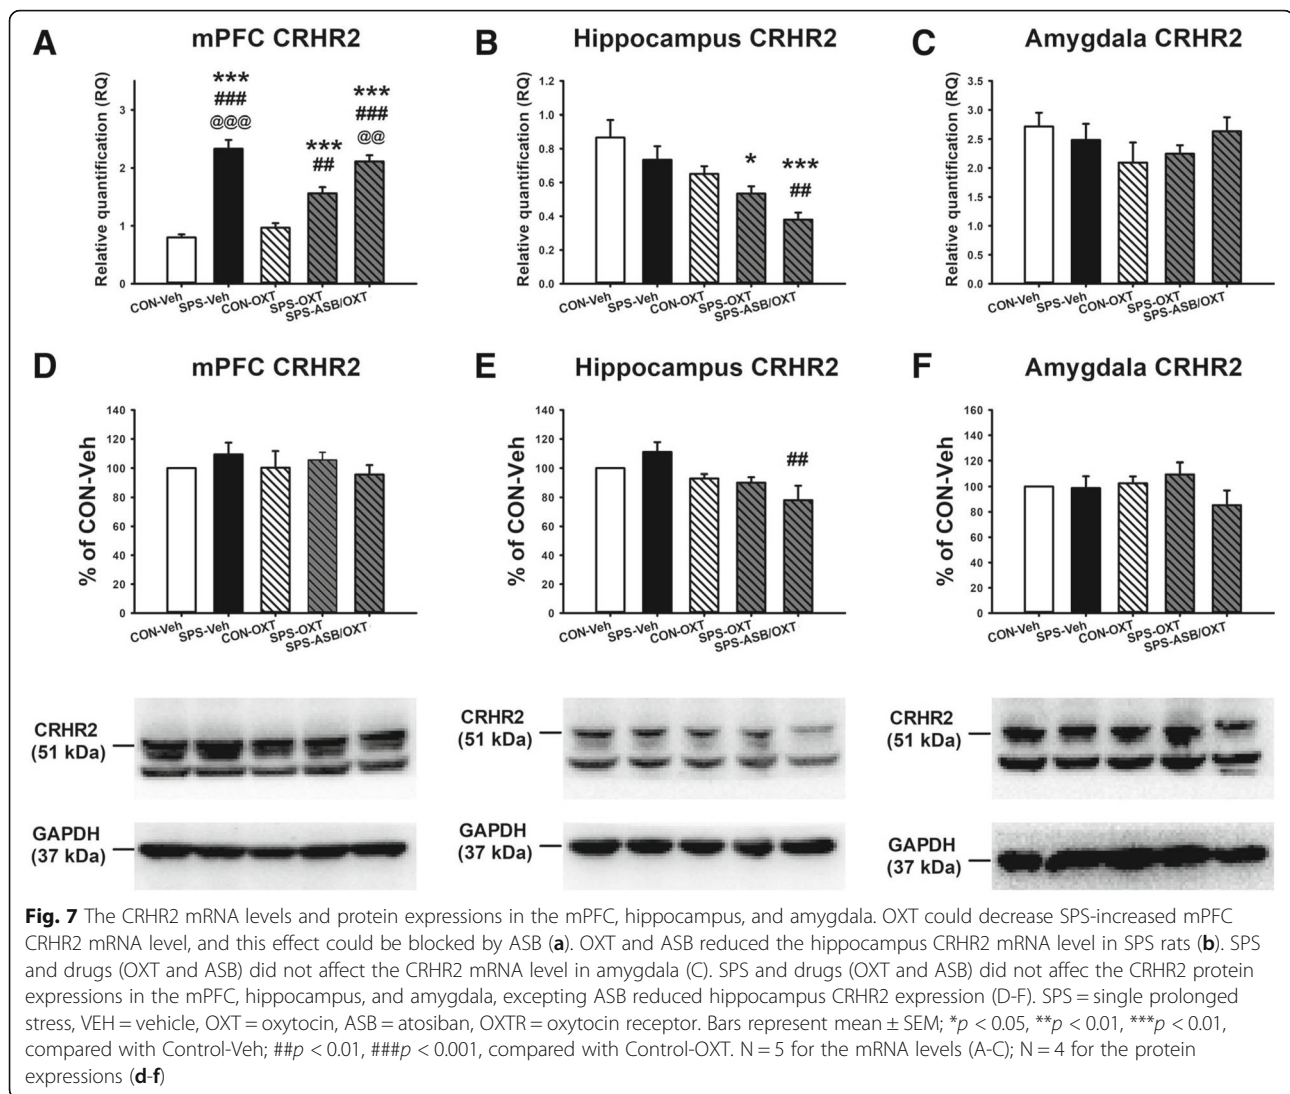 A mPFC CRHR2
Relative quantification (RQ)
3
2
1
0
***
###
@@@
***
##
***
###
@@
CON-Veh
SPS-Veh
CON-OXT
SPS-OXT
SPS-ASB/OXT
B Hippocampus CRHR2
Relative quantification (RQ)
1.2
1.0
0.8
0.6
0.4
0.2
0.0
*
***
##
CON-Veh
SPS-Veh
CON-OXT
SPS-OXT
SPS-ASB/OXT
C Amygdala CRHR2
Relative quantification (RQ)
3.5
3.0
2.5
2.0
1.5
1.0
0.5
0.0
CON-Veh
SPS-Veh
CON-OXT
SPS-OXT
SPS-ASB/OXT
D mPFC CRHR2
% of CON-Veh
140
120
100
80
60
40
20
0
CON-Veh
SPS-Veh
CON-OXT
SPS-OXT
SPS-ASB/OXT
E Hippocampus CRHR2
% of CON-Veh
140
120
100
80
60
40
20
0
##
CON-Veh
SPS-Veh
CON-OXT
SPS-OXT
SPS-ASB/OXT
F Amygdala CRHR2
% of CON-Veh
160
140
120
100
80
60
40
20
0
CON-Veh
SPS-Veh
CON-OXT
SPS-OXT
SPS-ASB/OXT
CRHR2
(51 kDa)
GAPDH
(37 kDa)
CRHR2
(51 kDa)
GAPDH
(37 kDa)
CRHR2
(51 kDa)
GAPDH
(37 kDa)
Fig. 7 The CRHR2 mRNA levels and protein expressions in the mPFC, hippocampus, and amygdala. OXT could decrease SPS-increased mPFC
CRHR2 mRNA level, and this effect could be blocked by ASB (a). OXT and ASB reduced the hippocampus CRHR2 mRNA level in SPS rats (b). SPS
and drugs (OXT and ASB) did not affect the CRHR2 mRNA level in amygdala (C). SPS and drugs (OXT and ASB) did not affec the CRHR2 protein
expressions in the mPFC, hippocampus, and amygdala, excepting ASB reduced hippocampus CRHR2 expression (D-F). SPS = single prolonged
stress, VEH = vehicle, OXT = oxytocin, ASB = atosiban, OXTR = oxytocin receptor. Bars represent mean ± SEM; *p < 0.05, **p < 0.01, ***p < 0.01,
compared with Control-Veh; ##p < 0.01, ###p < 0.001, compared with Control-OXT. N = 5 for the mRNA levels (A-C); N = 4 for the protein
expressions (d-f)